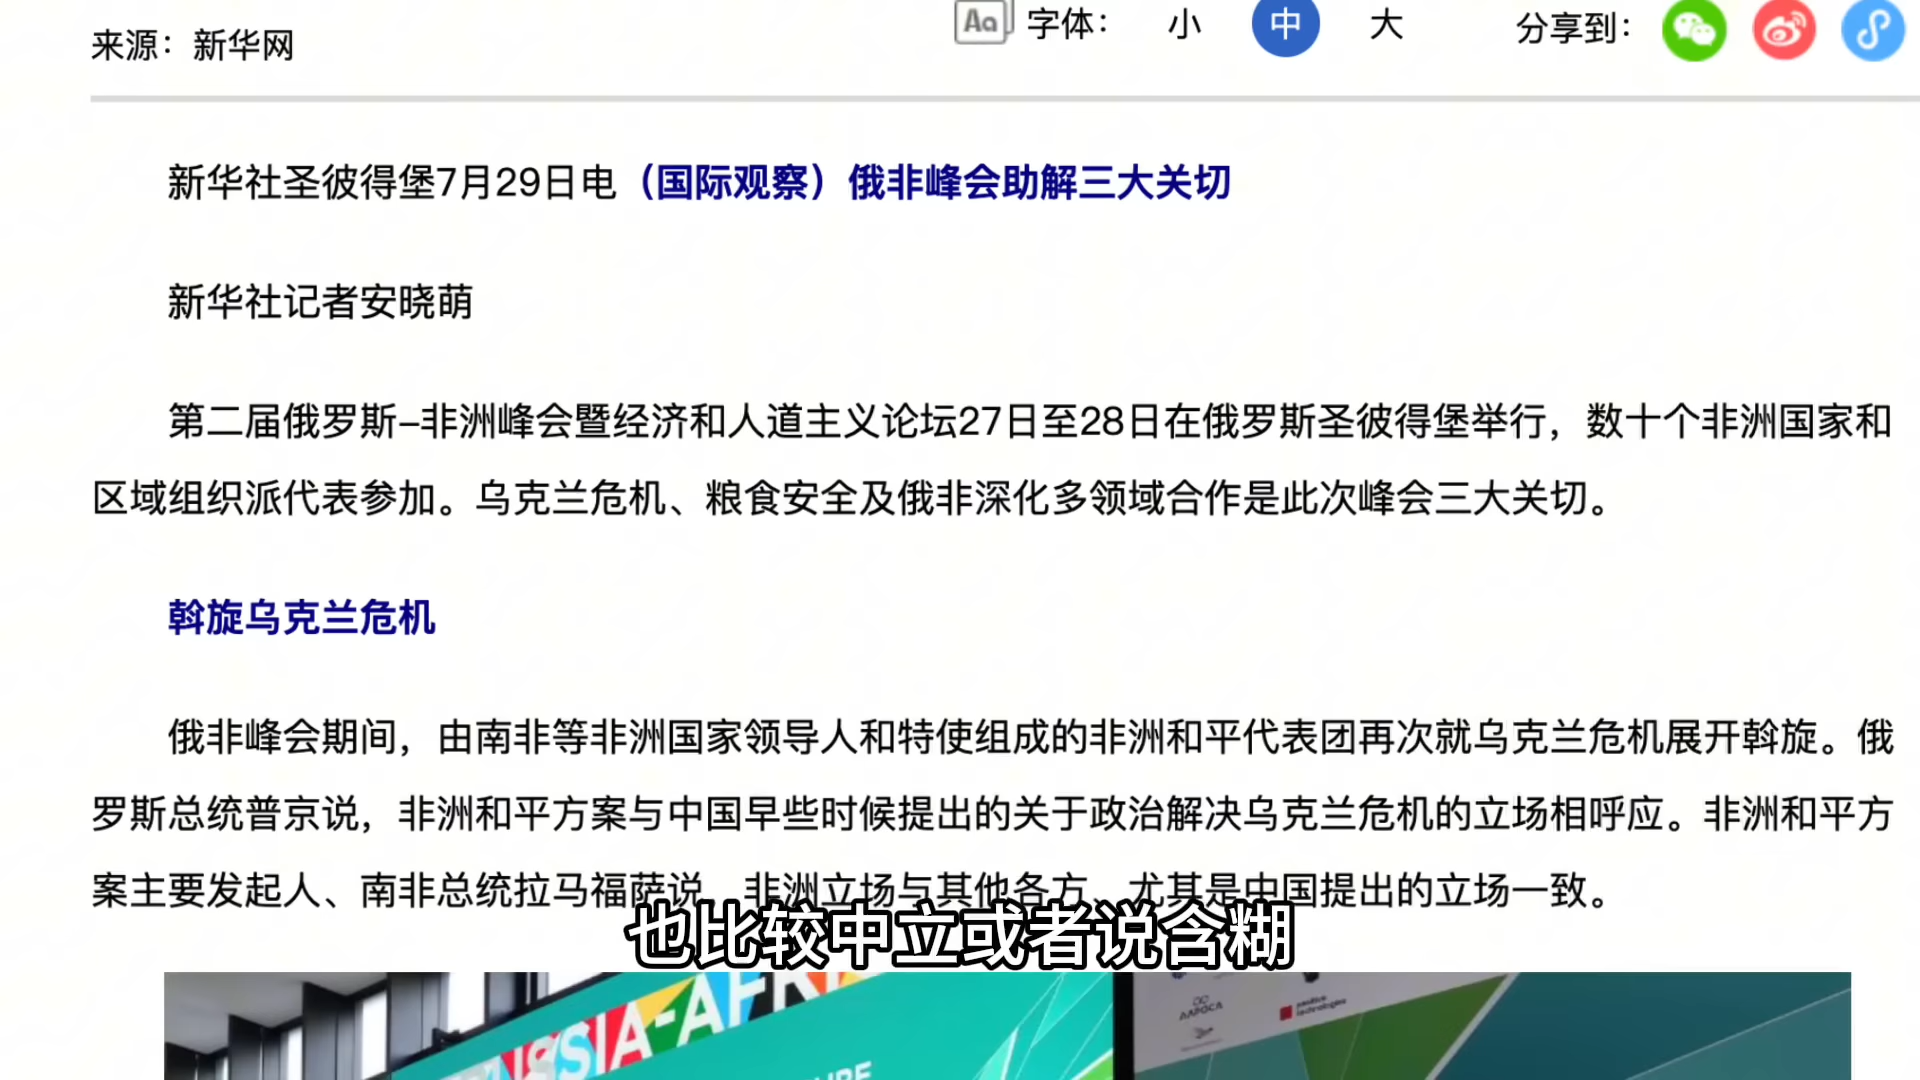 来源：新华网
Aa 字体： 小 中 大 分享到：
新华社圣彼得堡7月29日电（国际观察）俄非峰会助解三大关切
新华社记者安晓萌
第二届俄罗斯-非洲峰会暨经济和人道主义论坛27日至28日在俄罗斯圣彼得堡举行，数十个非洲国家和
区域组织派代表参加。乌克兰危机、粮食安全及俄非深化多领域合作是此次峰会三大关切。
斡旋乌克兰危机
俄非峰会期间，由南非等非洲国家领导人和特使组成的非洲和平代表团再次就乌克兰危机展开斡旋。俄
罗斯总统普京说，非洲和平方案与中国早些时候提出的关于政治解决乌克兰危机的立场相呼应。非洲和平方
案主要发起人、南非总统拉马福萨说，非洲立场与其他各方、尤其是中国提出的立场一致。
也比较中立或者说含糊